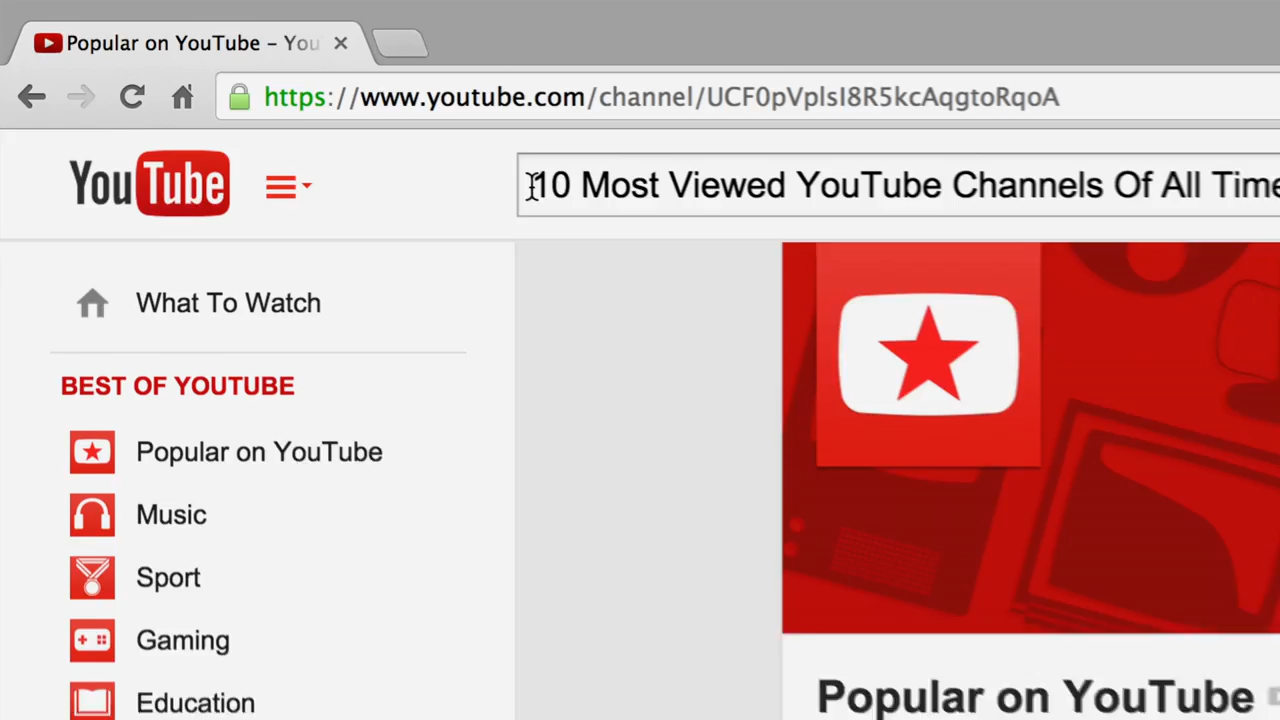 Popular on YouTube – You
https://www.youtube.com/channel/UCF0pVplsI8R5kcAqgtoRqoA
YouTube
10 Most Viewed YouTube Channels Of All Time
What To Watch
BEST OF YOUTUBE
Popular on YouTube
Music
Sport
Gaming
Education
Popular on YouTube